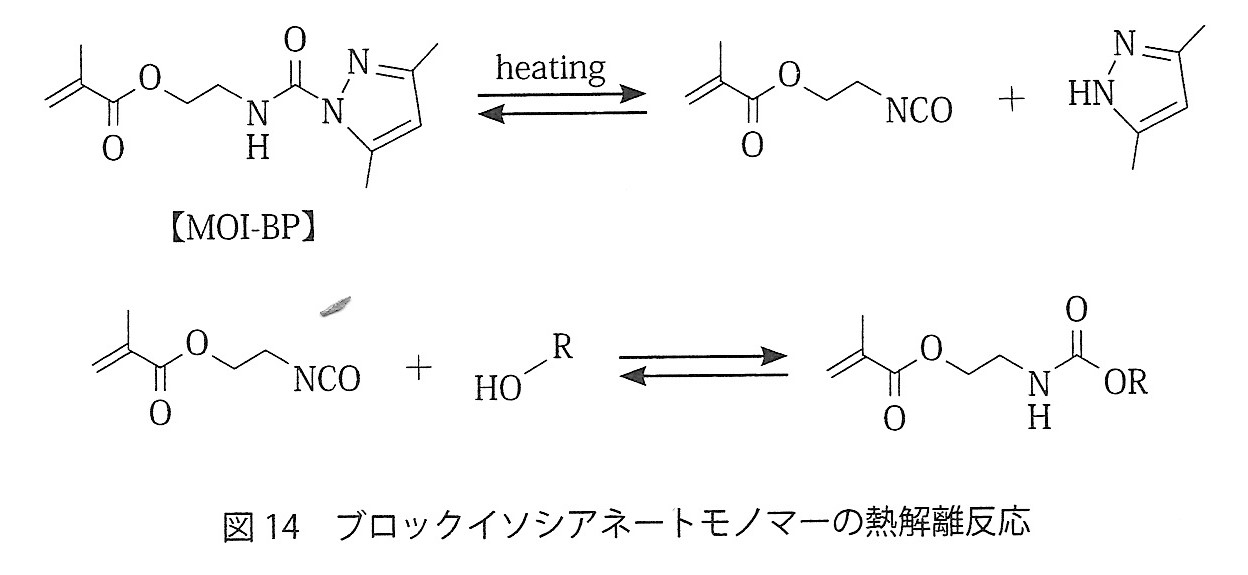 O O N heating O N
O N N NCO + HN
O H O
【MOI-BP】
O O R O
NCO + HO N OR
O O H
図 14 ブロックイソシアネートモノマーの熱解離反応